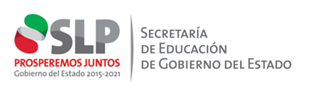 SLP
PROSPEREMOS JUNTOS
Gobierno del Estado 2015-2021
SECRETARÍA
DE EDUCACIÓN
DE GOBIERNO DEL ESTADO